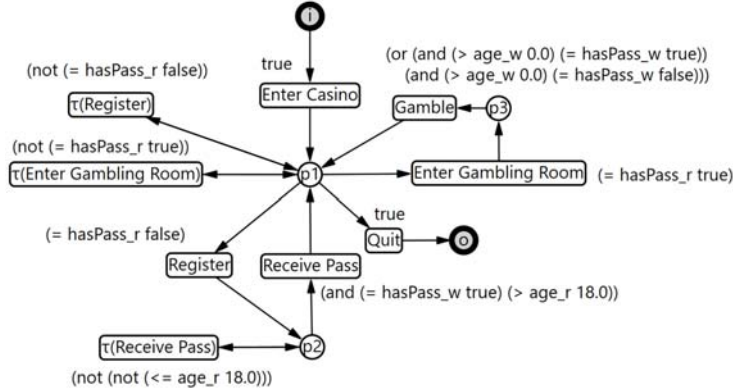 i
true
(or (and (> age_w 0.0) (= hasPass_w true))
(and (> age_w 0.0) (= hasPass_w false)))
(not (= hasPass_r false))
Enter Casino
τ(Register)
Gamble
p3
(not (= hasPass_r true))
τ(Enter Gambling Room)
p1
Enter Gambling Room
(= hasPass_r true)
true
(= hasPass_r false)
Quit
o
Register
Receive Pass
(and (= hasPass_w true) (> age_r 18.0))
τ(Receive Pass)
p2
(not (not (<= age_r 18.0)))